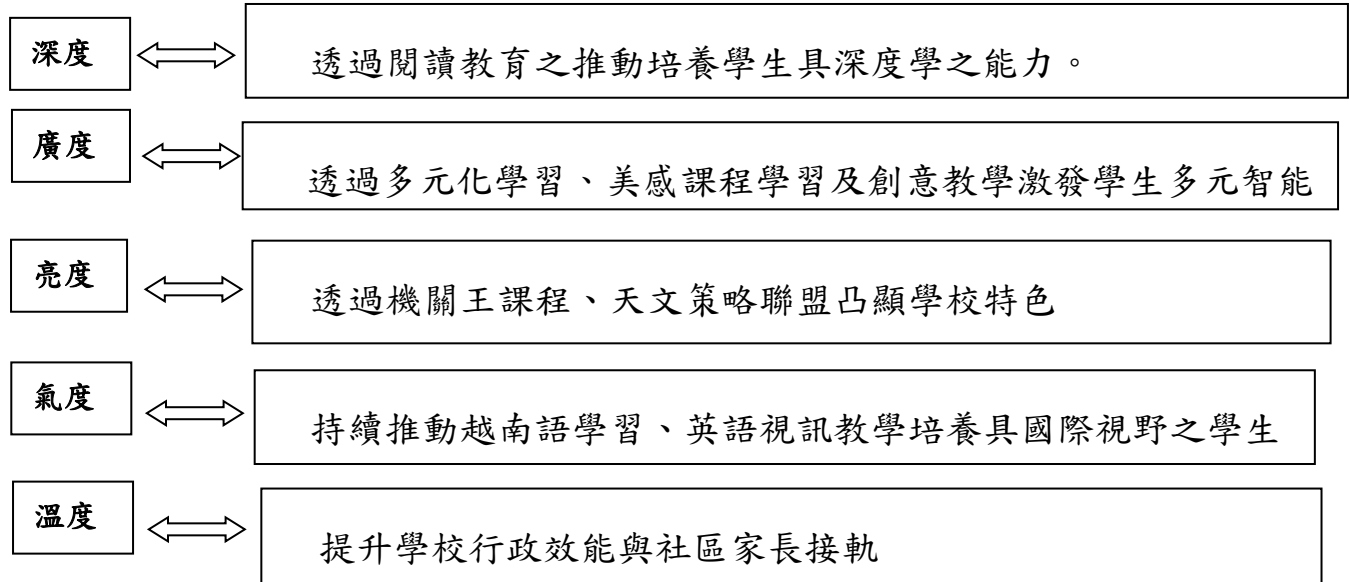 深度
透過閱讀教育之推動培養學生具深度學之能力。
廣度
透過多元化學習、美感課程學習及創意教學激發學生多元智能
亮度
透過機關王課程、天文策略聯盟凸顯學校特色
氣度
持續推動越南語學習、英語視訊教學培養具國際視野之學生
溫度
提升學校行政效能與社區家長接軌